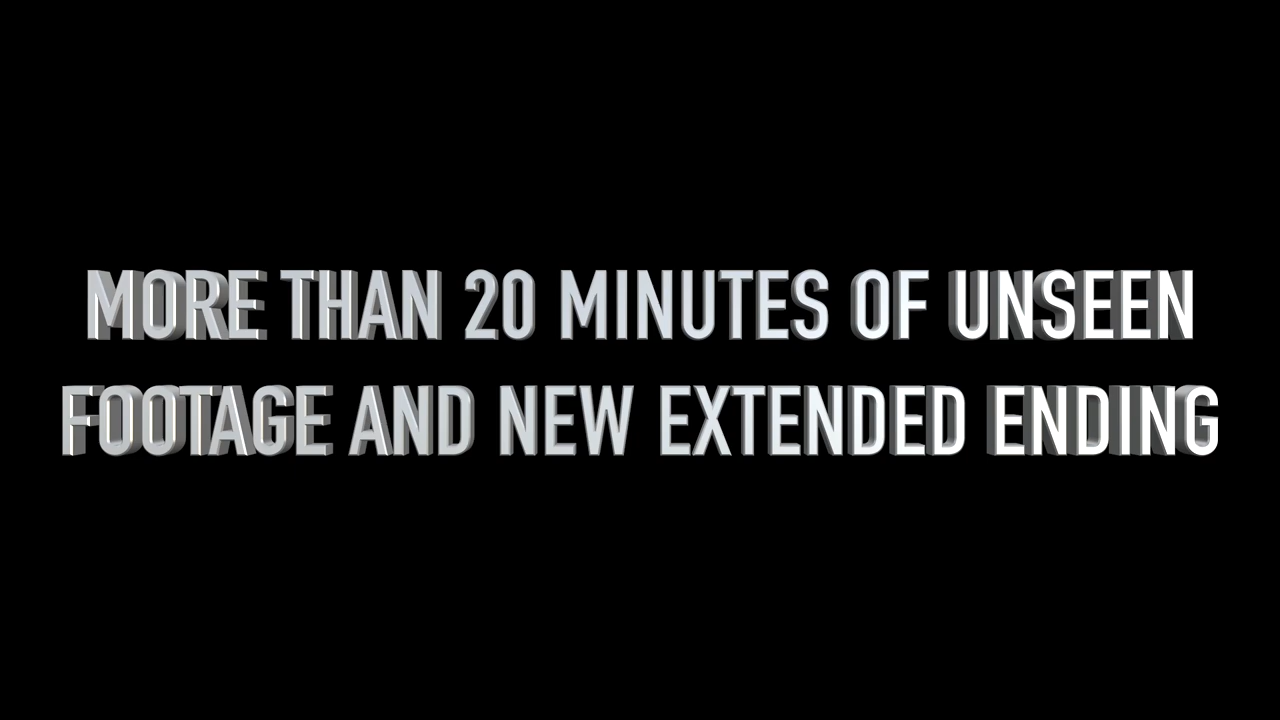 MORE THAN 20 MINUTES OF UNSEEN
FOOTAGE AND NEW EXTENDED ENDING